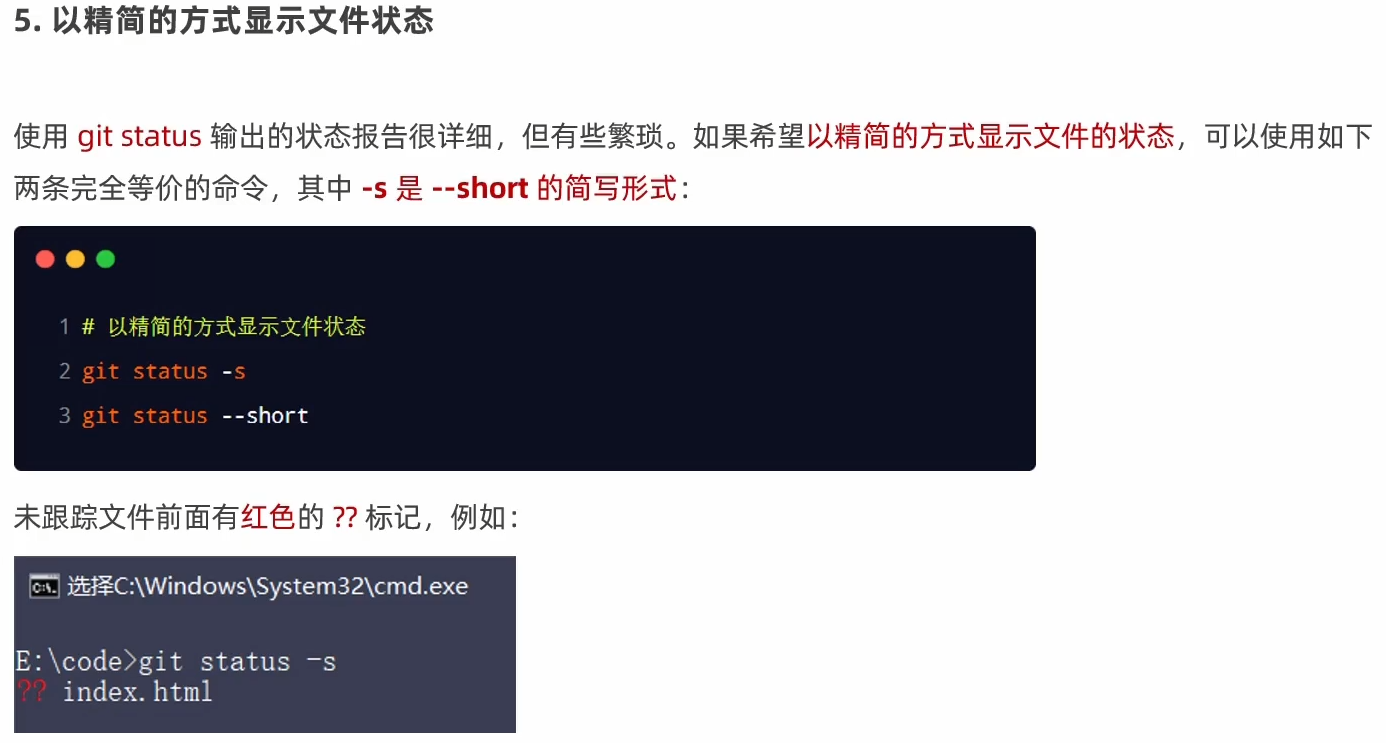 5. 以精简的方式显示文件状态
使用 git status 输出的状态报告很详细，但有些繁琐。如果希望以精简的方式显示文件的状态，可以使用如下
两条完全等价的命令，其中 -s 是 --short 的简写形式：
1 # 以精简的方式显示文件状态
2 git status -s
3 git status --short
未跟踪文件前面有红色的 ?? 标记，例如：
选择C:\Windows\System32\cmd.exe
E:\code>git status -s
?? index.html